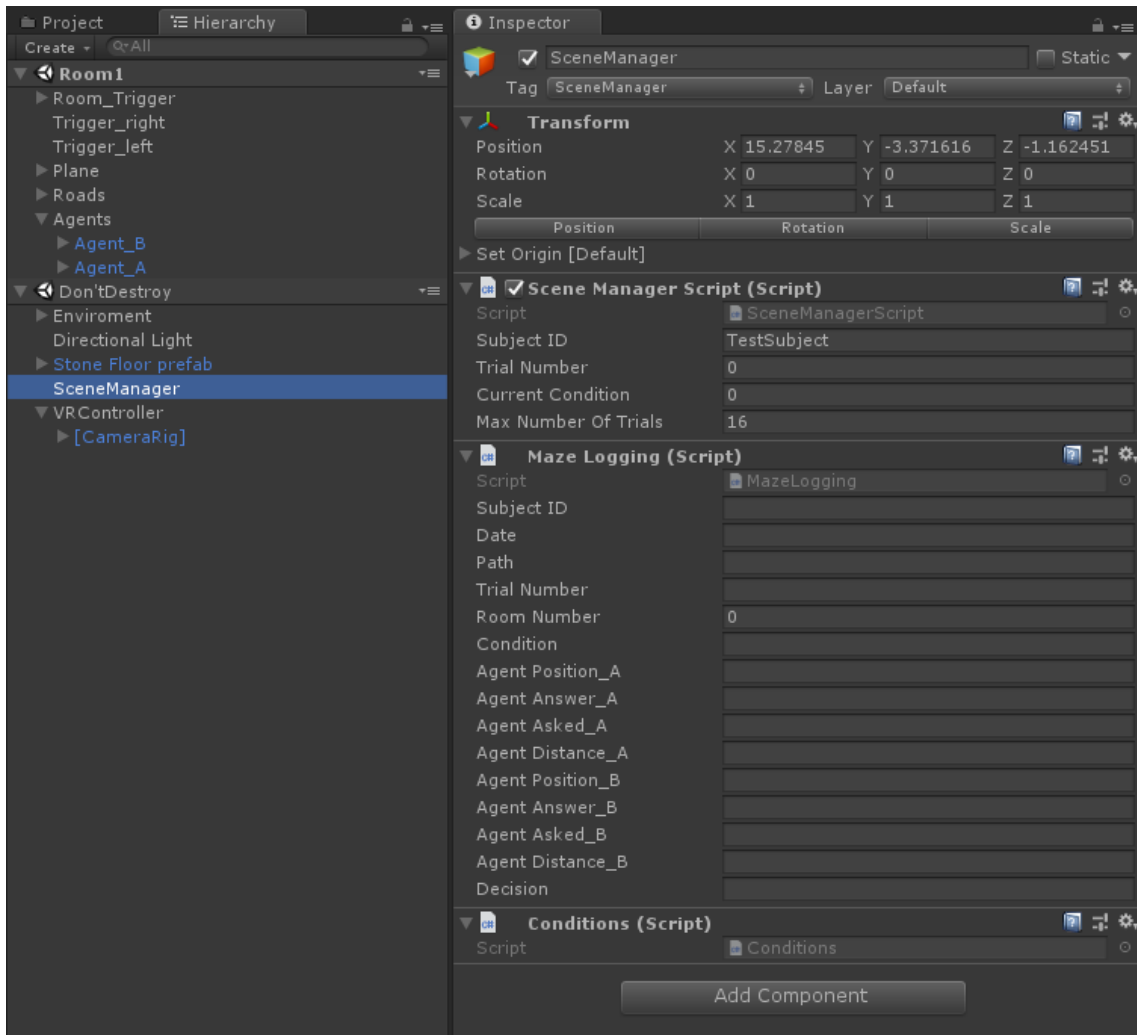 Project
Hierarchy
Create
All
Room1
Room_Trigger
Trigger_right
Trigger_left
Plane
Roads
Agents
Agent_B
Agent_A
Don'tDestroy
Enviroment
Directional Light
Stone Floor prefab
SceneManager
VRController
[CameraRig]
Inspector
SceneManager
Static
Tag SceneManager Layer Default
Transform
Position X 15.27845 Y -3.371616 Z -1.162451
Rotation X 0 Y 0 Z 0
Scale X 1 Y 1 Z 1
Position Rotation Scale
Set Origin [Default]
c# Scene Manager Script (Script)
Script SceneManagerScript
Subject ID TestSubject
Trial Number 0
Current Condition 0
Max Number Of Trials 16
c# Maze Logging (Script)
Script MazeLogging
Subject ID
Date
Path
Trial Number
Room Number 0
Condition
Agent Position_A
Agent Answer_A
Agent Asked_A
Agent Distance_A
Agent Position_B
Agent Answer_B
Agent Asked_B
Agent Distance_B
Decision
c# Conditions (Script)
Script Conditions
Add Component